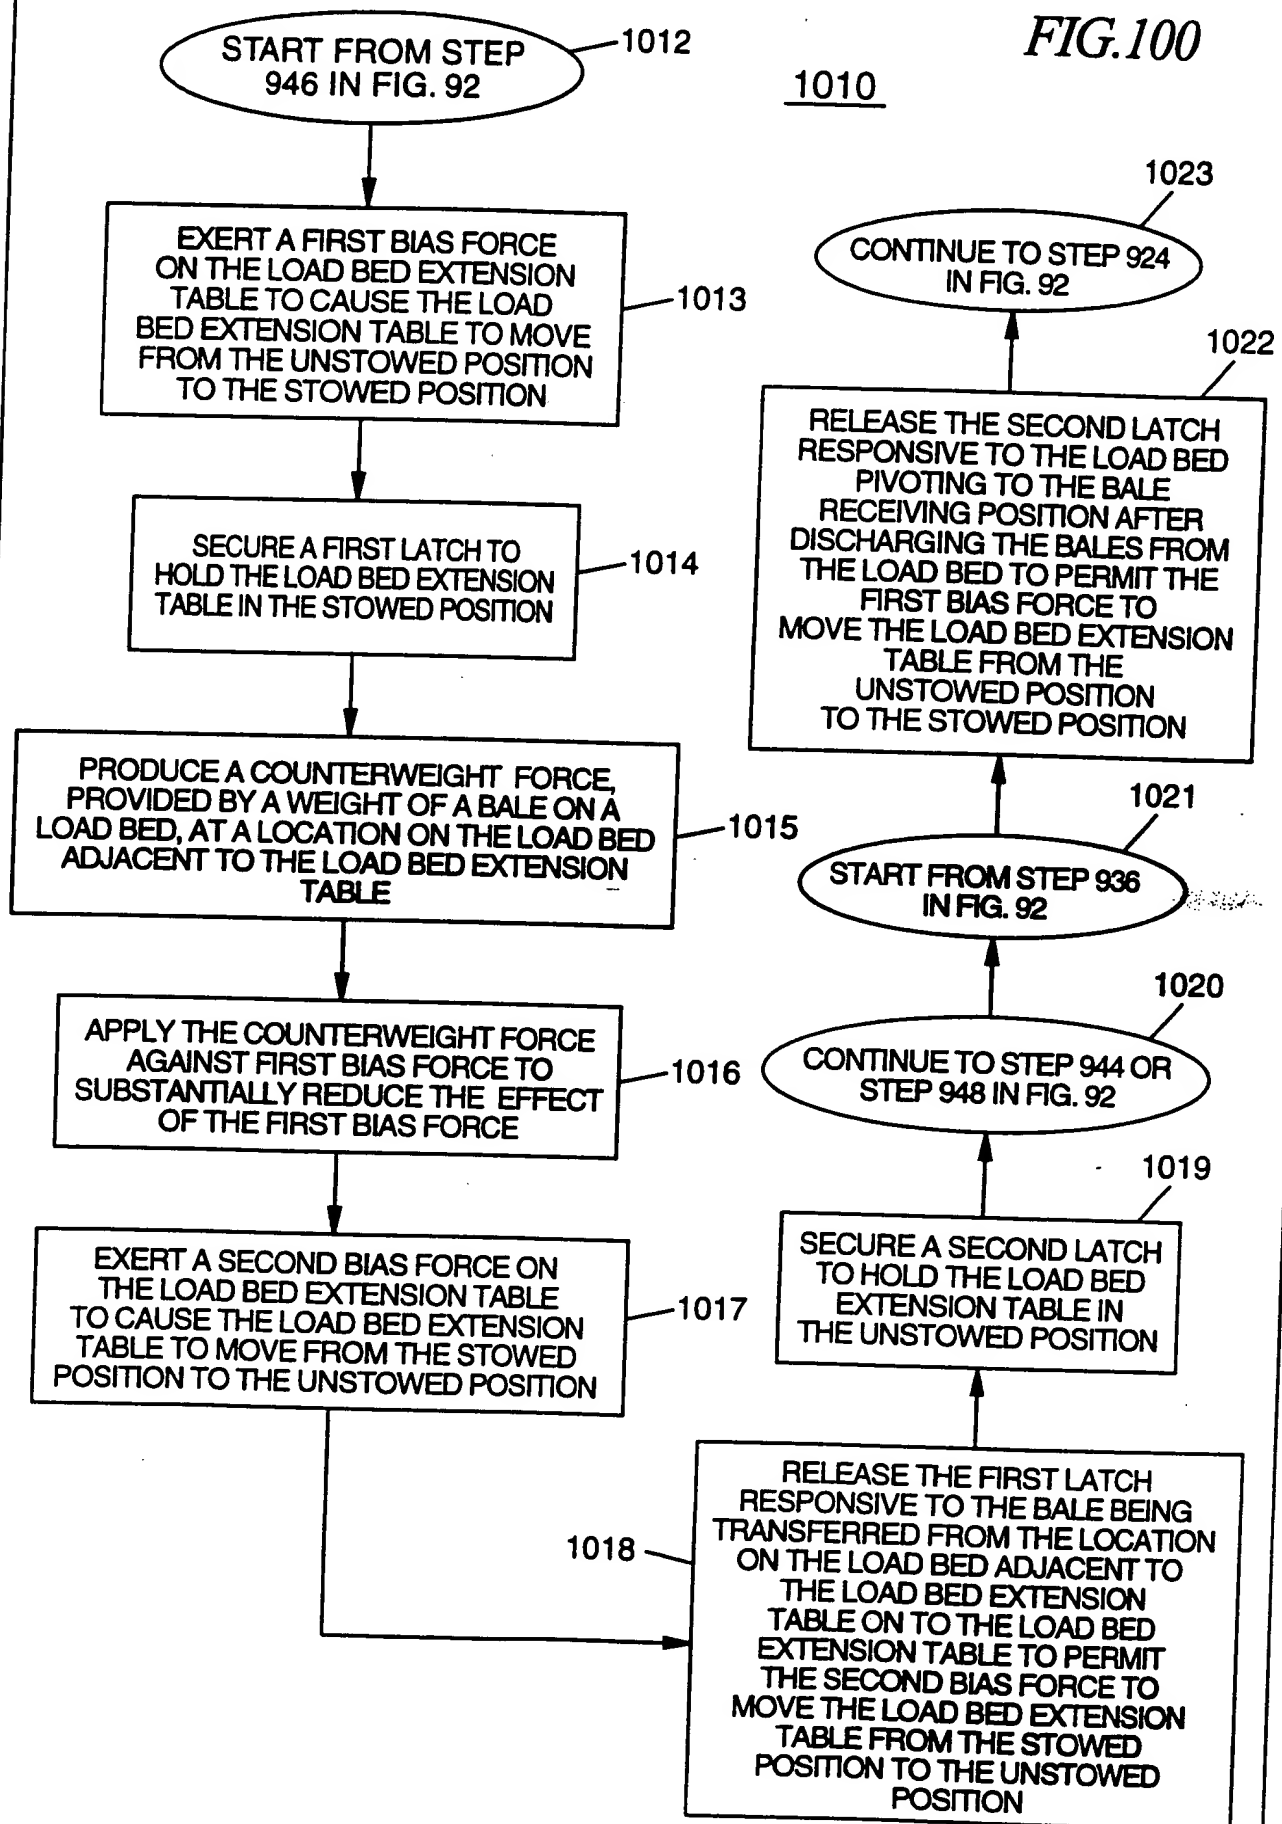 FIG.100
1010
START FROM STEP
946 IN FIG. 92
1012
EXERT A FIRST BIAS FORCE
ON THE LOAD BED EXTENSION
TABLE TO CAUSE THE LOAD
BED EXTENSION TABLE TO MOVE
FROM THE UNSTOWED POSITION
TO THE STOWED POSITION
1013
SECURE A FIRST LATCH TO
HOLD THE LOAD BED EXTENSION
TABLE IN THE STOWED POSITION
1014
PRODUCE A COUNTERWEIGHT FORCE,
PROVIDED BY A WEIGHT OF A BALE ON A
LOAD BED, AT A LOCATION ON THE LOAD BED
ADJACENT TO THE LOAD BED EXTENSION
TABLE
1015
APPLY THE COUNTERWEIGHT FORCE
AGAINST FIRST BIAS FORCE TO
SUBSTANTIALLY REDUCE THE EFFECT
OF THE FIRST BIAS FORCE
1016
EXERT A SECOND BIAS FORCE ON
THE LOAD BED EXTENSION TABLE
TO CAUSE THE LOAD BED EXTENSION
TABLE TO MOVE FROM THE STOWED
POSITION TO THE UNSTOWED POSITION
1017
RELEASE THE FIRST LATCH
RESPONSIVE TO THE BALE BEING
TRANSFERRED FROM THE LOCATION
ON THE LOAD BED ADJACENT TO
THE LOAD BED EXTENSION
TABLE ON TO THE LOAD BED
EXTENSION TABLE TO PERMIT
THE SECOND BIAS FORCE TO
MOVE THE LOAD BED EXTENSION
TABLE FROM THE STOWED
POSITION TO THE UNSTOWED
POSITION
1018
SECURE A SECOND LATCH
TO HOLD THE LOAD BED
EXTENSION TABLE IN
THE UNSTOWED POSITION
1019
CONTINUE TO STEP 944 OR
STEP 948 IN FIG. 92
1020
START FROM STEP 936
IN FIG. 92
1021
RELEASE THE SECOND LATCH
RESPONSIVE TO THE LOAD BED
PIVOTING TO THE BALE
RECEIVING POSITION AFTER
DISCHARGING THE BALES FROM
THE LOAD BED TO PERMIT THE
FIRST BIAS FORCE TO
MOVE THE LOAD BED EXTENSION
TABLE FROM THE
UNSTOWED POSITION
TO THE STOWED POSITION
1022
CONTINUE TO STEP 924
IN FIG. 92
1023